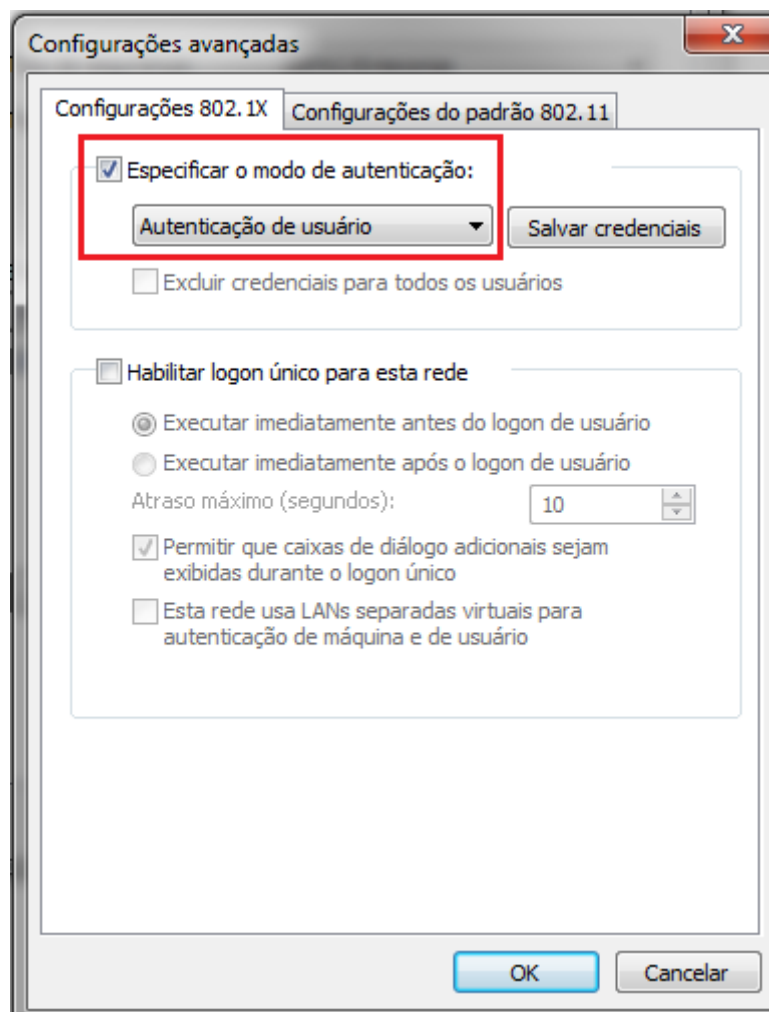 Configurações avançadas
Configurações 802.1X
Configurações do padrão 802.11
Especificar o modo de autenticação:
Autenticação de usuário
Salvar credenciais
Excluir credenciais para todos os usuários
Habilitar logon único para esta rede
Executar imediatamente antes do logon de usuário
Executar imediatamente após o logon de usuário
Atraso máximo (segundos):
10
Permitir que caixas de diálogo adicionais sejam
exibidas durante o logon único
Esta rede usa LANs separadas virtuais para
autenticação de máquina e de usuário
OK
Cancelar